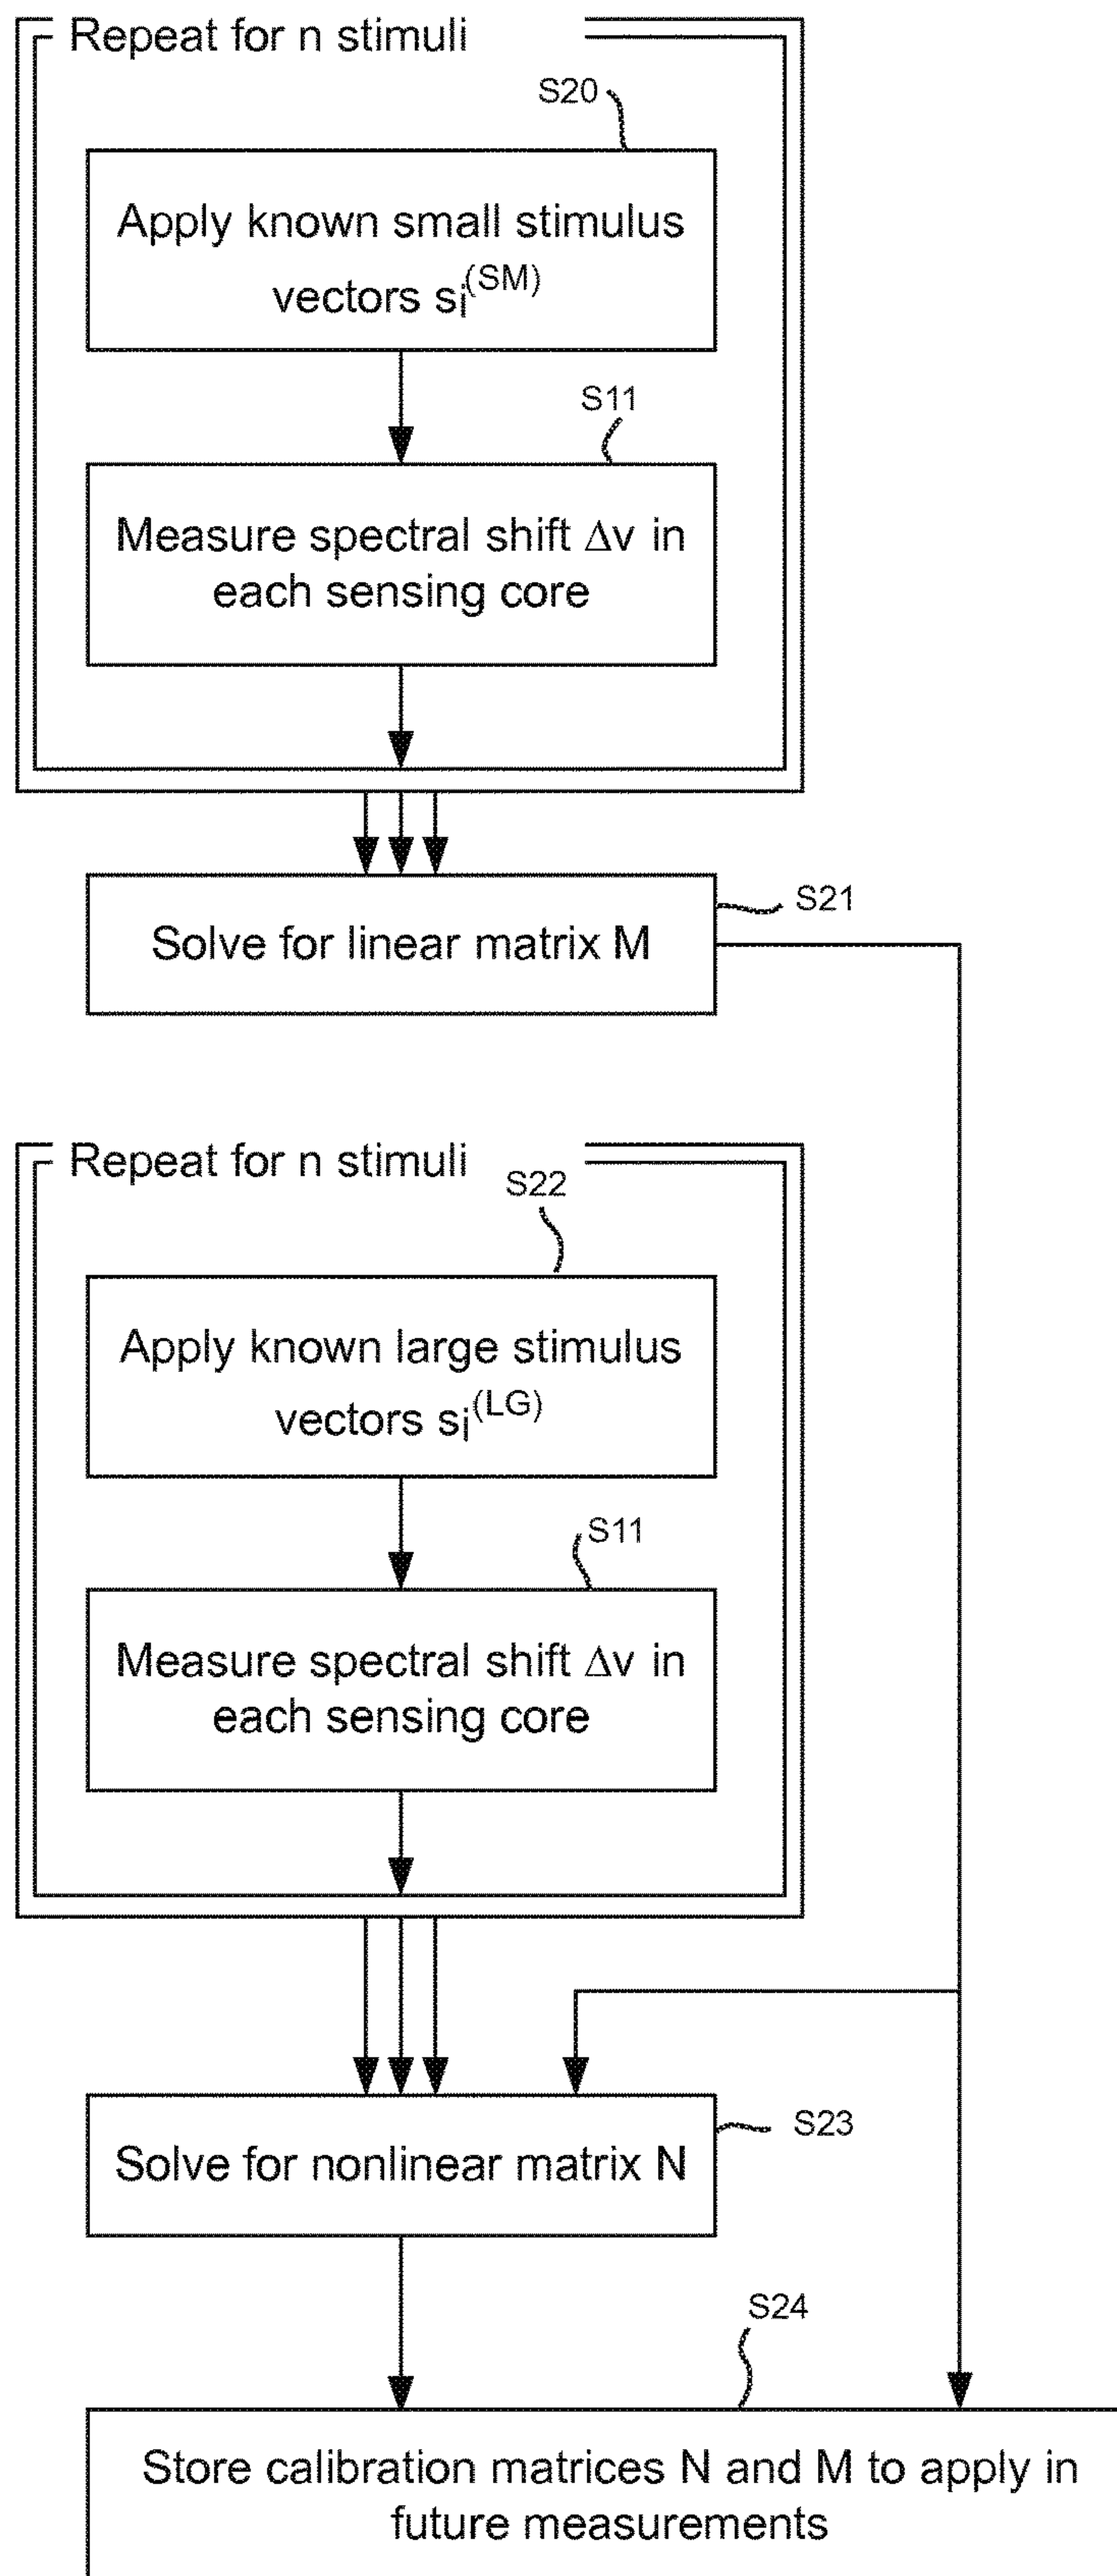 Repeat for n stimuli
S20
Apply known small stimulus
vectors si(SM)
S11
Measure spectral shift Δv in
each sensing core
S21
Solve for linear matrix M
Repeat for n stimuli
S22
Apply known large stimulus
vectors si(LG)
S11
Measure spectral shift Δv in
each sensing core
S23
Solve for nonlinear matrix N
S24
Store calibration matrices N and M to apply in
future measurements